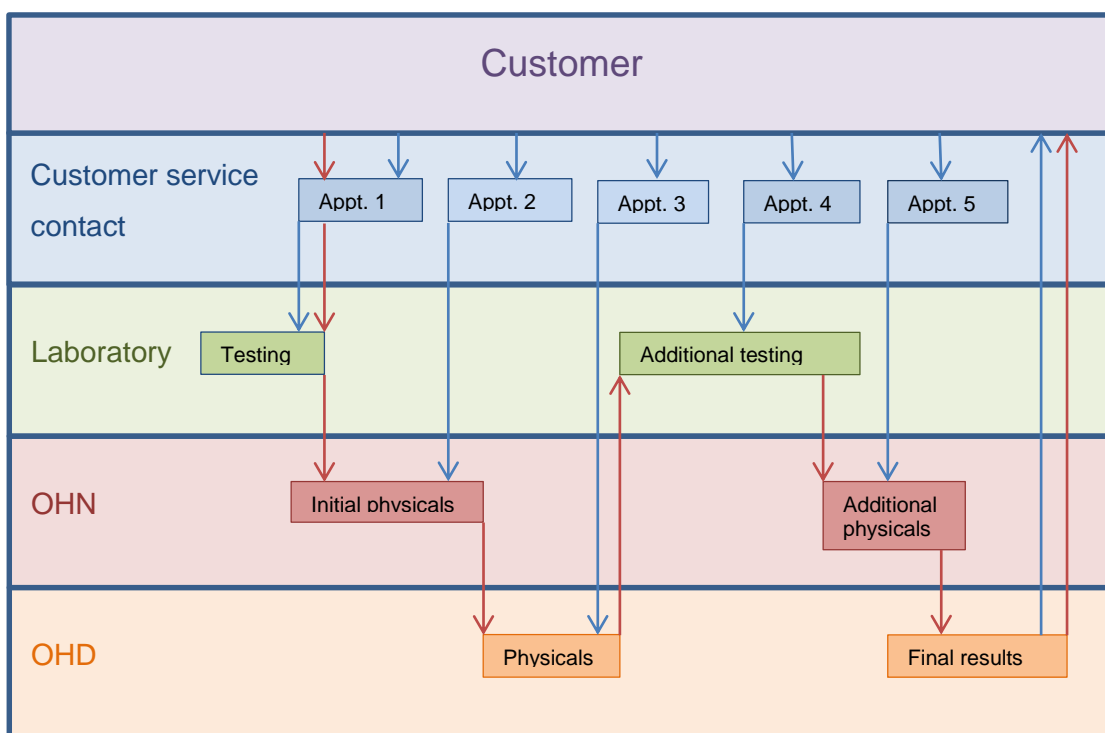 Customer
Customer service
contact
Appt. 1
Appt. 2
Appt. 3
Appt. 4
Appt. 5
Laboratory
Testing
Additional testing
OHN
Initial physicals
Additional
physicals
OHD
Physicals
Final results